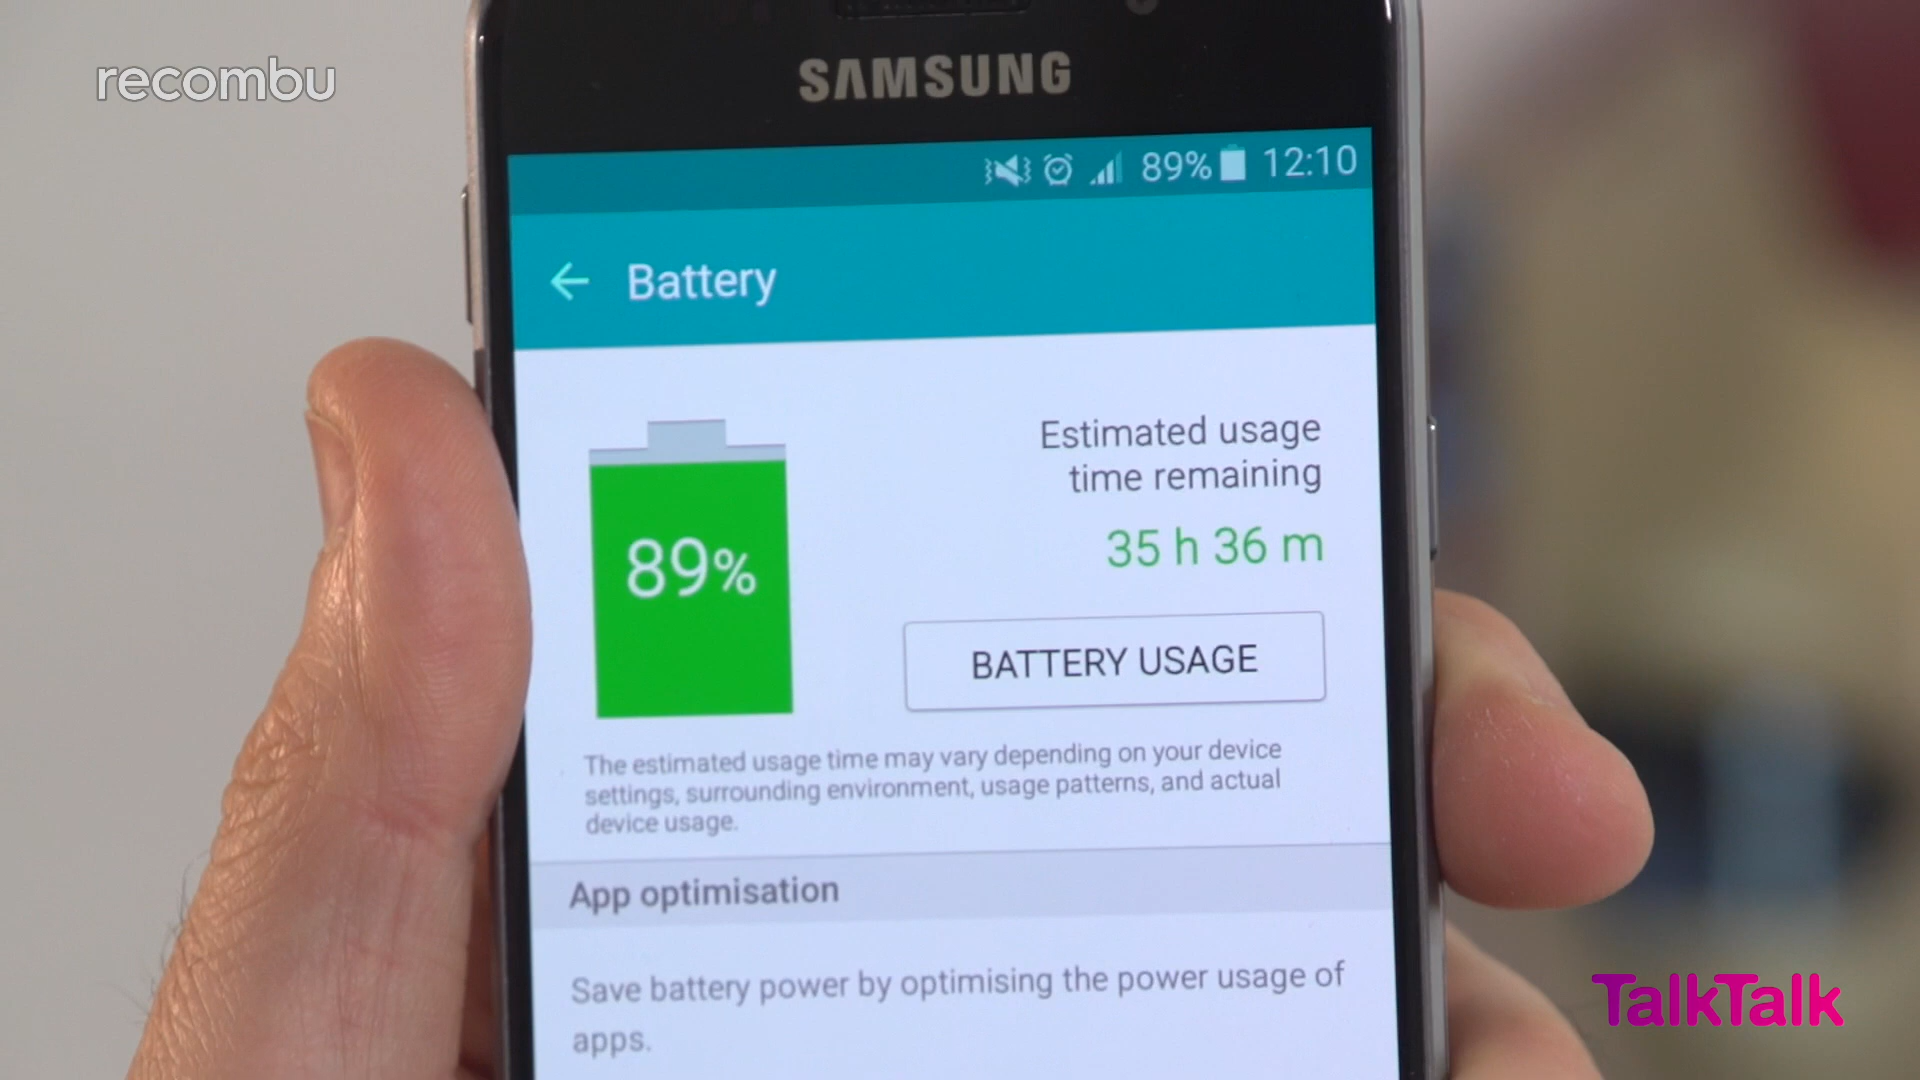 recombu
SAMSUNG
89% 12:10
Battery
Estimated usage
time remaining
89%
35 h 36 m
BATTERY USAGE
The estimated usage time may vary depending on your device
settings, surrounding environment, usage patterns, and actual
device usage.
App optimisation
Save battery power by optimising the power usage of
apps.
TalkTalk